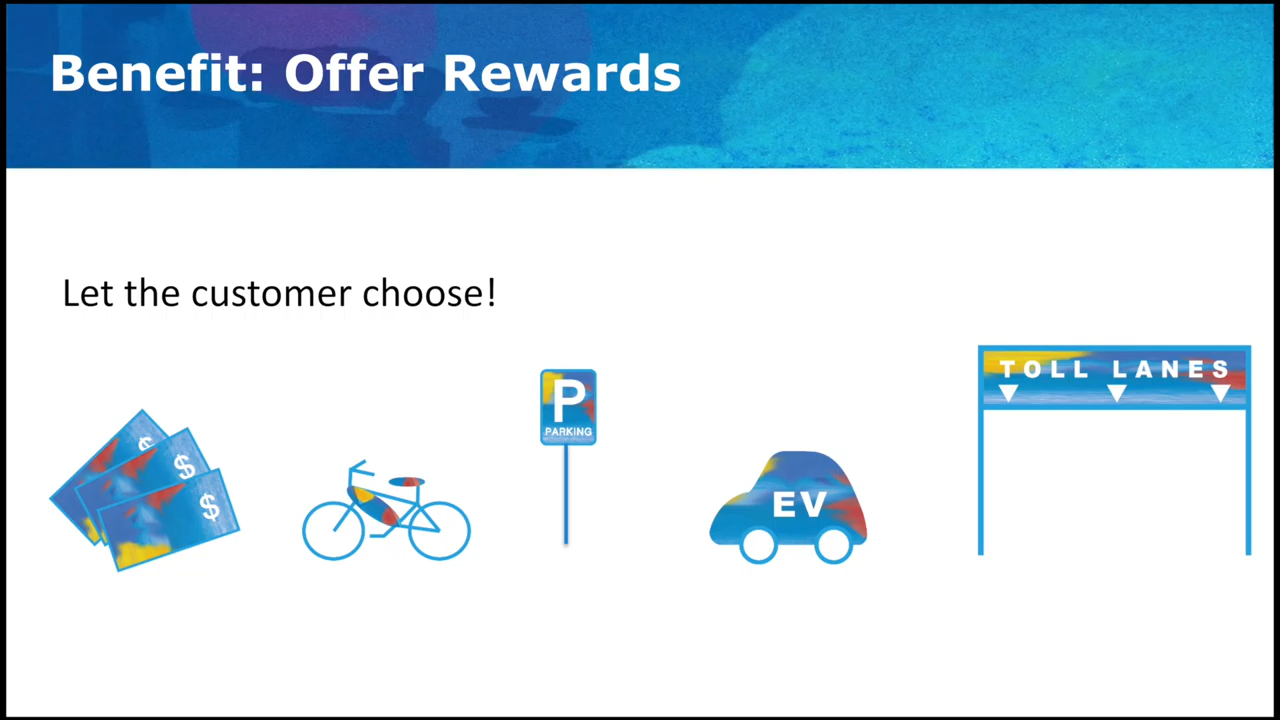 Benefit: Offer Rewards
Let the customer choose!
$
$
$
P
PARKING
EV
TOLL LANES